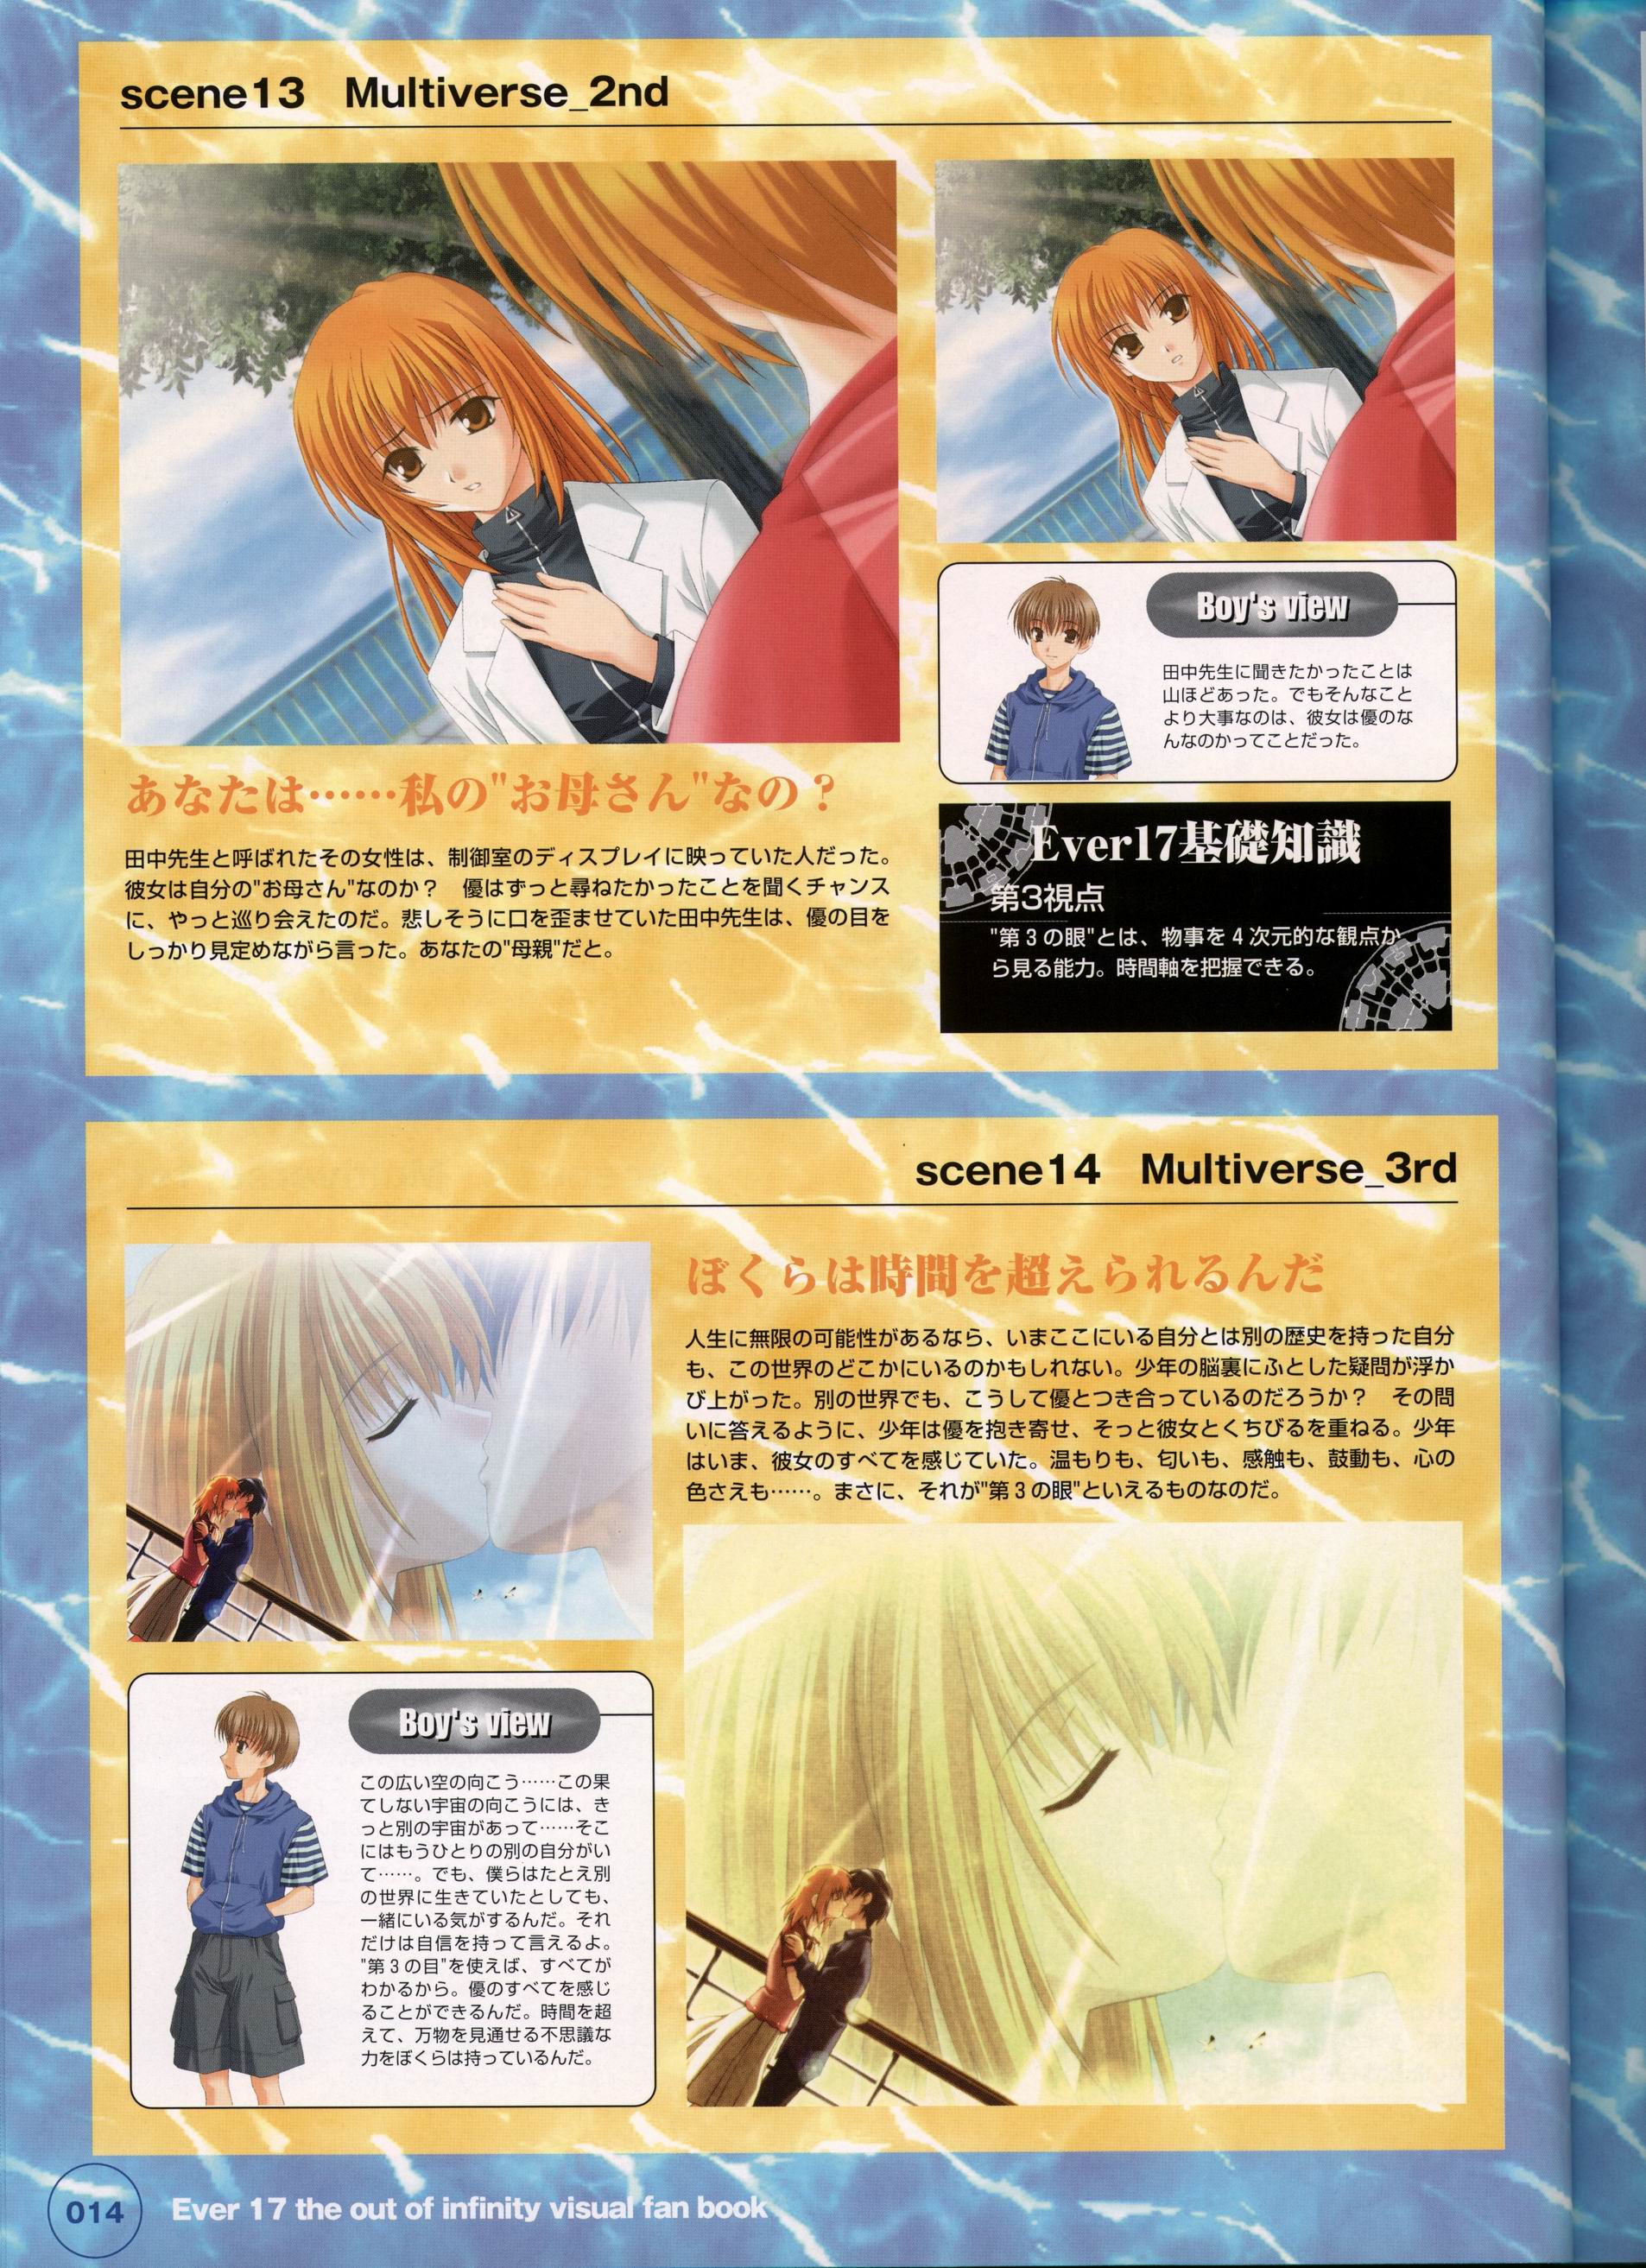 scene13 Multiverse_2nd
あなたは……私の"お母さん"なの？
田中先生と呼ばれたその女性は、制御室のディスプレイに映っていた人だった。
彼女は自分の"お母さん"なのか？　優はずっと尋ねたかったことを聞くチャンス
に、やっと巡り会えたのだ。悲しそうに口を歪ませていた田中先生は、優の目を
しっかり見定めながら言った。あなたの"母親"だと。
Boy's view
田中先生に聞きたかったことは
山ほどあった。でもそんなこと
より大事なのは、彼女は優のな
んなのかってことだった。
Ever17基礎知識
第3視点
"第3の眼"とは、物事を4次元的な観点か
ら見る能力。時間軸を把握できる。
scene14 Multiverse_3rd
ぼくらは時間を超えられるんだ
人生に無限の可能性があるなら、いまここにいる自分とは別の歴史を持った自分
も、この世界のどこかにいるのかもしれない。少年の脳裏にふとした疑問が浮か
び上がった。別の世界でも、こうして優とつき合っているのだろうか？　その問
いに答えるように、少年は優を抱き寄せ、そっと彼女とくちびるを重ねる。少年
はいま、彼女のすべてを感じていた。温もりも、匂いも、感触も、鼓動も、心の
色さえも……。まさに、それが"第3の眼"といえるものなのだ。
Boy's view
この広い空の向こう……この果
てしない宇宙の向こうには、き
っと別の宇宙があって……そこ
にはもうひとりの別の自分がい
て……。でも、僕らはたとえ別
の世界に生きていたとしても、
一緒にいる気がするんだ。それ
だけは自信を持って言えるよ。
"第3の目"を使えば、すべてが
わかるから。優のすべてを感じ
ることができるんだ。時間を超
えて、万物を見通せる不思議な
力をぼくらは持っているんだ。
014
Ever 17 the out of infinity visual fan book